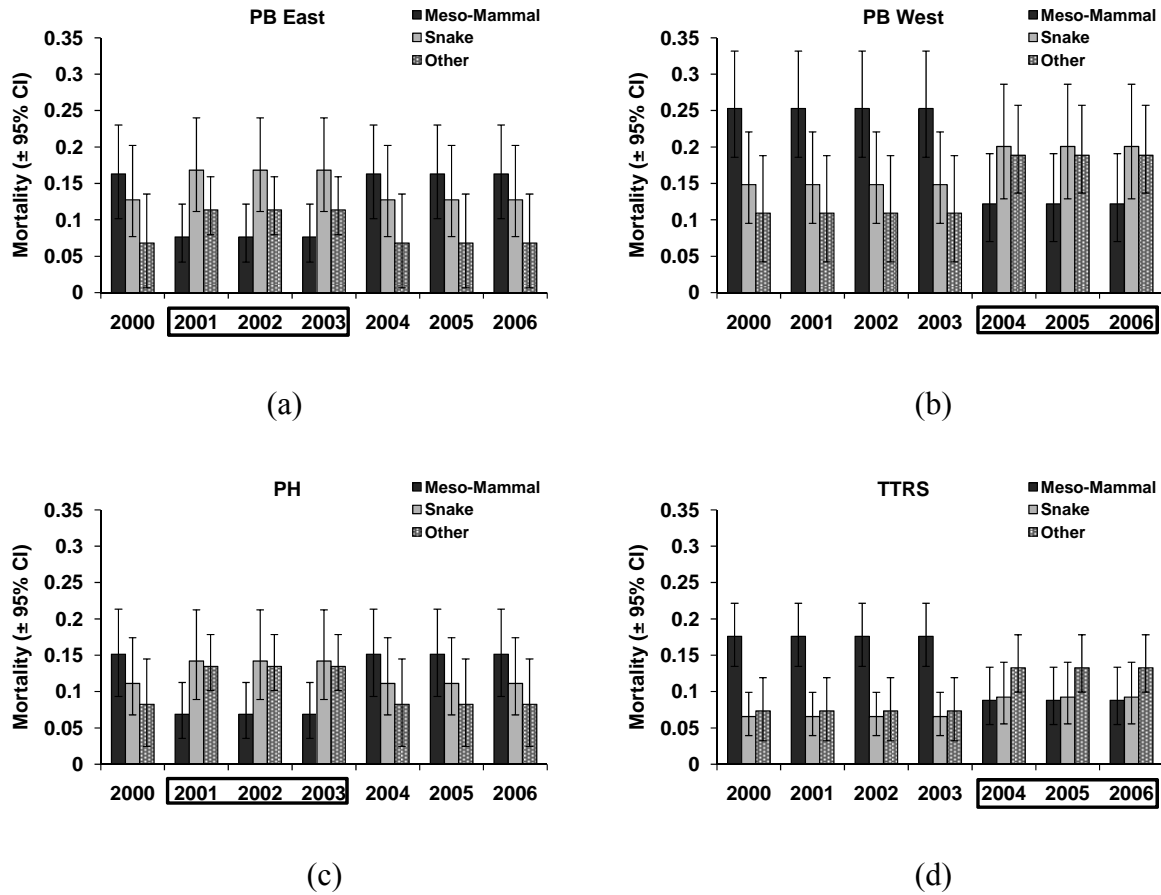 PB East
Meso-Mammal
Snake
Other
Mortality (± 95% CI)
0.35
0.3
0.25
0.2
0.15
0.1
0.05
0
2000 2001 2002 2003 2004 2005 2006
(a)
PB West
Meso-Mammal
Snake
Other
Mortality (± 95% CI)
0.35
0.3
0.25
0.2
0.15
0.1
0.05
0
2000 2001 2002 2003 2004 2005 2006
(b)
PH
Meso-Mammal
Snake
Other
Mortality (± 95% CI)
0.35
0.3
0.25
0.2
0.15
0.1
0.05
0
2000 2001 2002 2003 2004 2005 2006
(c)
TTRS
Meso-Mammal
Snake
Other
Mortality (± 95% CI)
0.35
0.3
0.25
0.2
0.15
0.1
0.05
0
2000 2001 2002 2003 2004 2005 2006
(d)